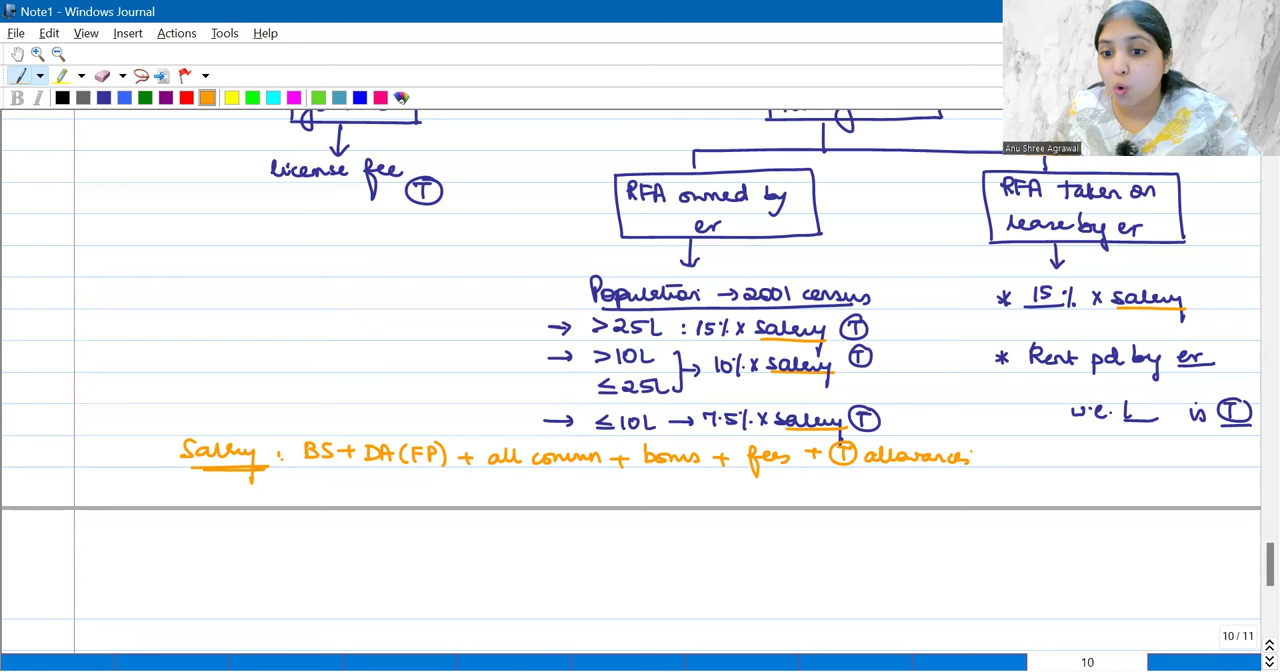 Note1 - Windows Journal
File Edit View Insert Actions Tools Help
B I
Anu Shree Agrawal
license fee
T
RFA owned by
er
RFA taken on
lease by er
Population → 2001 census
→ >25L : 15% x salary T
→ >10L
≤25L → 10% x salary T
→ ≤10L → 7.5% x salary T
* 15% x salary
* Rent pd by er
w.e. L is T
Salary : BS + DA (FP) + all comm + bonus + fees + T allowances
10 / 11
10